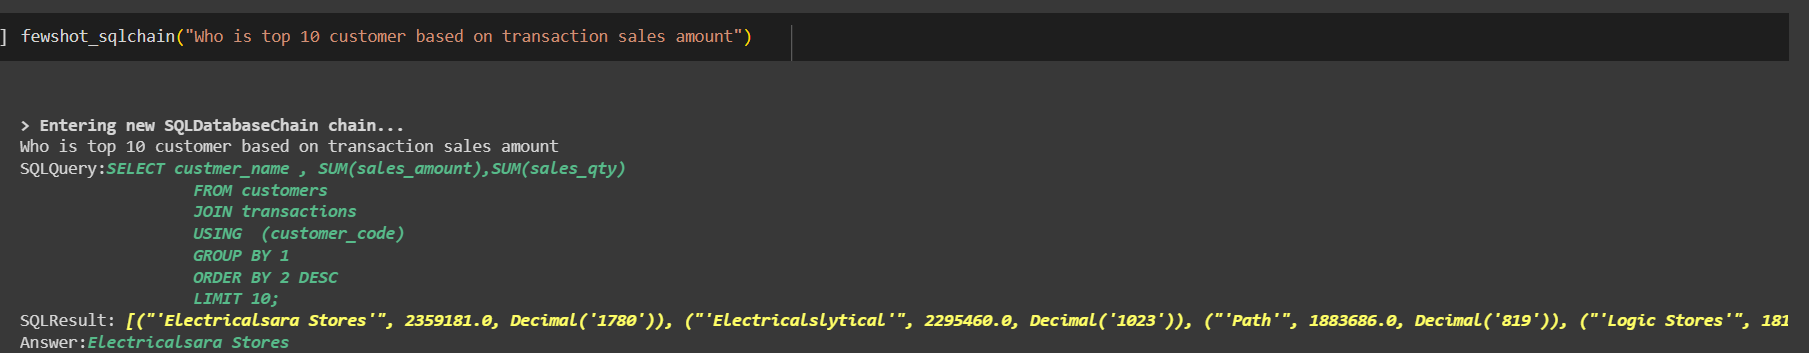 ] fewshot_sqlchain("Who is top 10 customer based on transaction sales amount")
> Entering new SQLDatabaseChain chain...
Who is top 10 customer based on transaction sales amount
SQLQuery:SELECT custmer_name , SUM(sales_amount),SUM(sales_qty)
FROM customers
JOIN transactions
USING  (customer_code)
GROUP BY 1
ORDER BY 2 DESC
LIMIT 10;
SQLResult: [("'Electricalsara Stores'", 2359181.0, Decimal('1780')), ("'Electricalslytical'", 2295460.0, Decimal('1023')), ("'Path'", 1883686.0, Decimal('819')), ("'Logic Stores'", 181
Answer:Electricalsara Stores